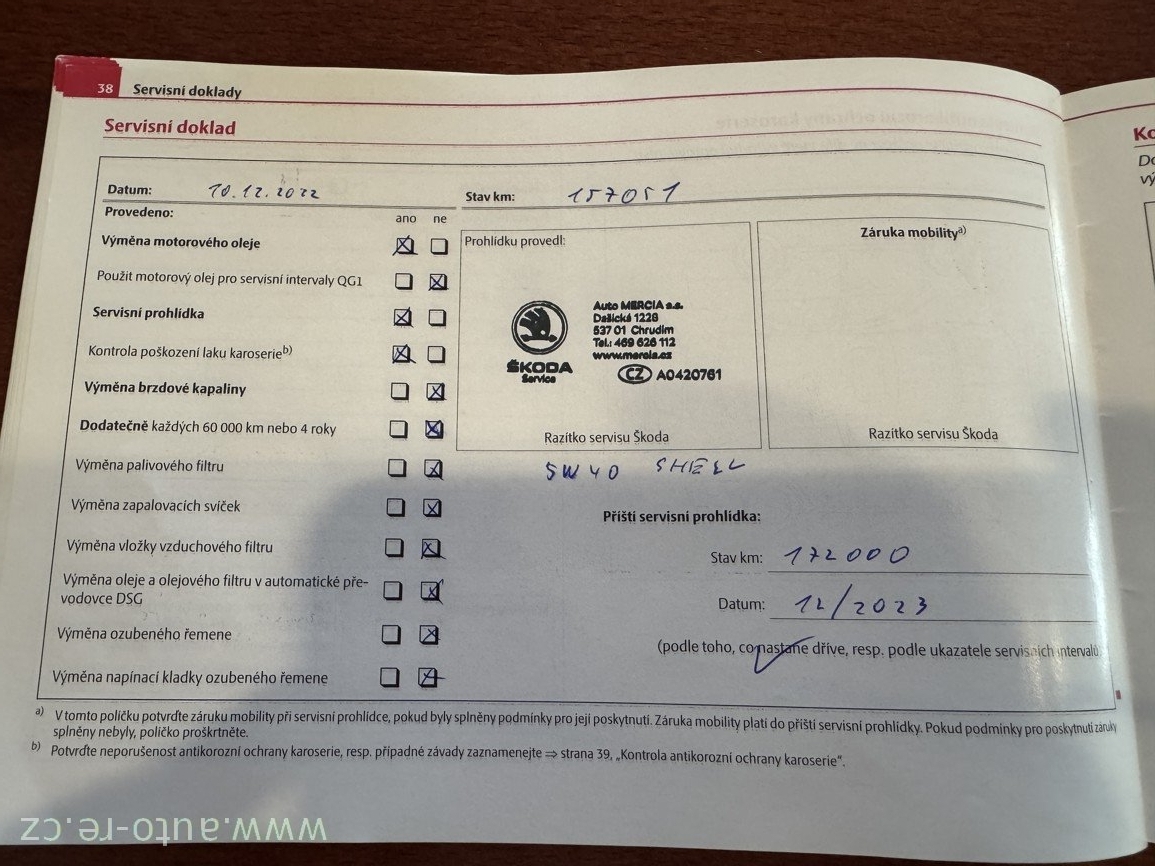 38 Servisní doklady
Servisní doklad
Datum: 10.12.2022 Stav km: 157051
Provedeno: ano ne
Výměna motorového oleje
Použit motorový olej pro servisní intervaly QG1
Servisní prohlídka
Kontrola poškození laku karoserie b)
Výměna brzdové kapaliny
Dodatečně každých 60 000 km nebo 4 roky
Výměna palivového filtru
Výměna zapalovacích svíček
Výměna vložky vzduchového filtru
Výměna oleje a olejového filtru v automatické pře-
vodovce DSG
Výměna ozubeného řemene
Výměna napínací kladky ozubeného řemene
Prohlídku provedl:
ŠKODA
Service
Auto MERCIA a.s.
Dašická 1228
537 01 Chrudim
Tel.: 469 626 112
www.mercia.cz
CZ A0420761
Razítko servisu Škoda
Záruka mobility a)
Razítko servisu Škoda
5W40 SHELL
Příští servisní prohlídka:
Stav km: 172000
Datum: 12/2023
(podle toho, co nastane dříve, resp. podle ukazatele servisních intervalů)
a) V tomto políčku potvrďte záruku mobility při servisní prohlídce, pokud byly splněny podmínky pro její poskytnutí. Záruka mobility platí do příští servisní prohlídky. Pokud podmínky pro poskytnutí záruky
splněny nebyly, políčko proškrtněte.
b) Potvrďte neporušenost antikorozní ochrany karoserie, resp. případné závady zaznamenejte ⇒ strana 39, „Kontrola antikorozní ochrany karoserie“.
www.auto-re.cz